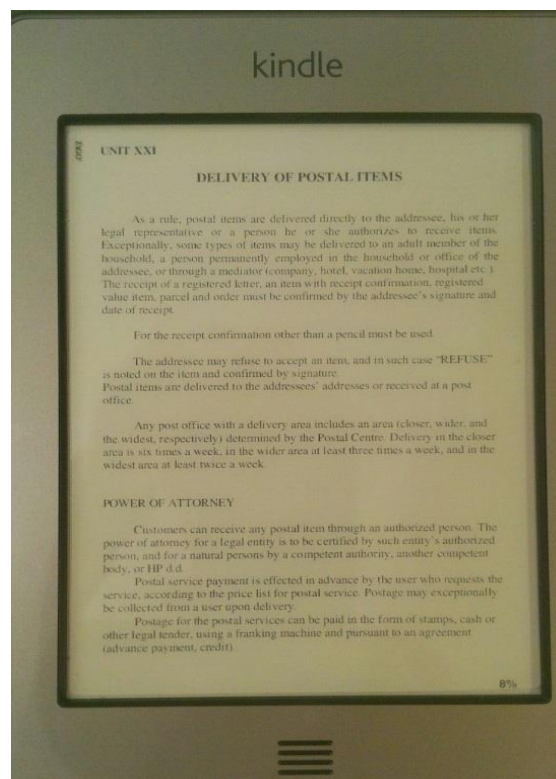 kindle
UNIT XXI
DELIVERY OF POSTAL ITEMS
As a rule, postal items are delivered directly to the addressee, his or her
legal representative or a person he or she authorizes to receive items.
Exceptionally, some types of items may be delivered to an adult member of the
household, a person permanently employed in the household or office of the
addressee, or through a mediator (company, hotel, vacation home, hospital etc.).
The receipt of a registered letter, an item with receipt confirmation, registered
value item, parcel and order must be confirmed by the addressee's signature and
date of receipt.
For the receipt confirmation other than a pencil must be used.
The addressee may refuse to accept an item, and in such case "REFUSE"
is noted on the item and confirmed by signature.
Postal items are delivered to the addressees' addresses or received at a post
office.
Any post office with a delivery area includes an area (closer, wider, and
the widest, respectively) determined by the Postal Centre. Delivery in the closer
area is six times a week, in the wider area at least three times a week, and in the
widest area at least twice a week.
POWER OF ATTORNEY
Customers can receive any postal item through an authorized person. The
power of attorney for a legal entity is to be certified by such entity's authorized
person, and for a natural persons by a competent authority, another competent
body, or HP d.d.
Postal service payment is effected in advance by the user who requests the
service, according to the price list for postal service. Postage may exceptionally
be collected from a user upon delivery.
Postage for the postal services can be paid in the form of stamps, cash or
other legal tender, using a franking machine and pursuant to an agreement
(advance payment, credit).
8%